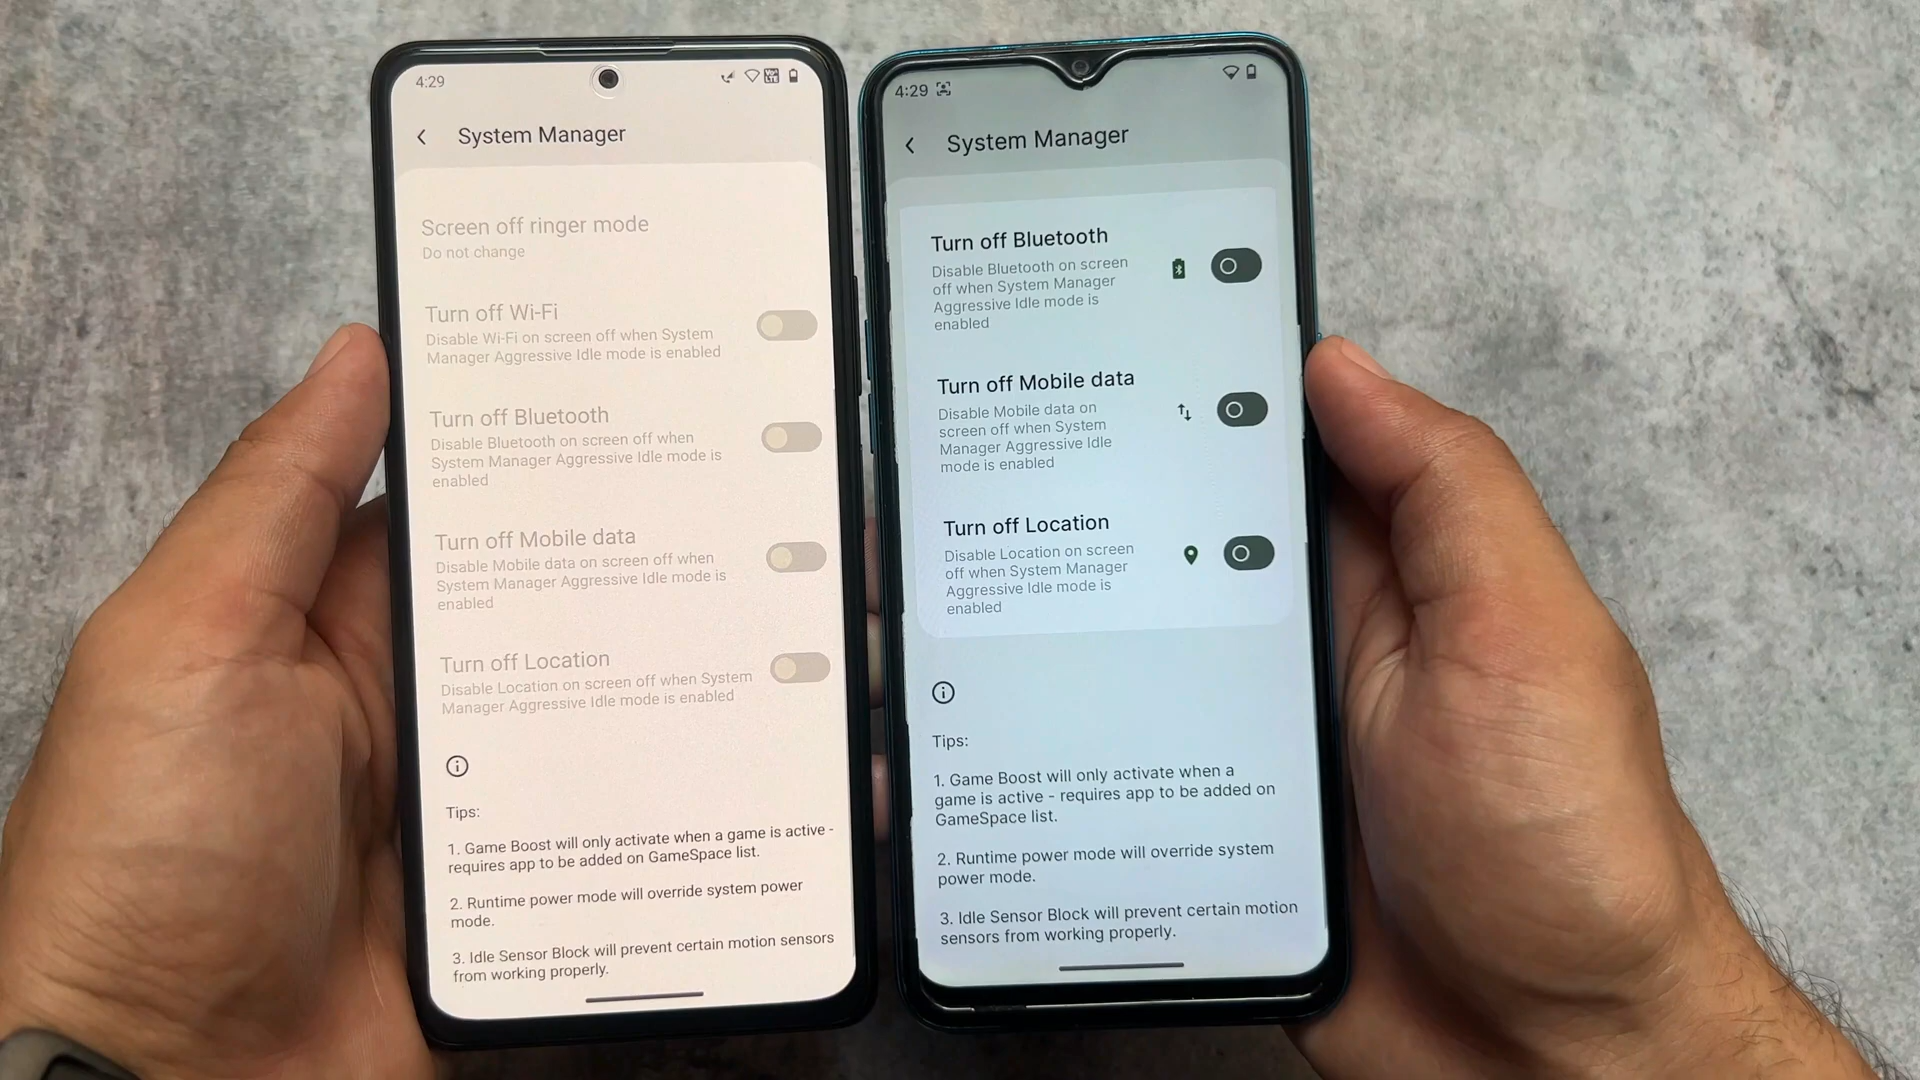 4:29
System Manager
Screen off ringer mode
Do not change
Turn off Wi-Fi
Disable Wi-Fi on screen off when System
Manager Aggressive Idle mode is enabled
Turn off Bluetooth
Disable Bluetooth on screen off when
System Manager Aggressive Idle mode is
enabled
Turn off Mobile data
Disable Mobile data on screen off when
System Manager Aggressive Idle mode is
enabled
Turn off Location
Disable Location on screen off when System
Manager Aggressive Idle mode is enabled
Tips:
1. Game Boost will only activate when a game is active -
requires app to be added on GameSpace list.
2. Runtime power mode will override system power
mode.
3. Idle Sensor Block will prevent certain motion sensors
from working properly.
4:29
System Manager
Turn off Bluetooth
Disable Bluetooth on screen
off when System Manager
Aggressive Idle mode is
enabled
Turn off Mobile data
Disable Mobile data on
screen off when System
Manager Aggressive Idle
mode is enabled
Turn off Location
Disable Location on screen
off when System Manager
Aggressive Idle mode is
enabled
Tips:
1. Game Boost will only activate when a
game is active - requires app to be added on
GameSpace list.
2. Runtime power mode will override system
power mode.
3. Idle Sensor Block will prevent certain motion
sensors from working properly.